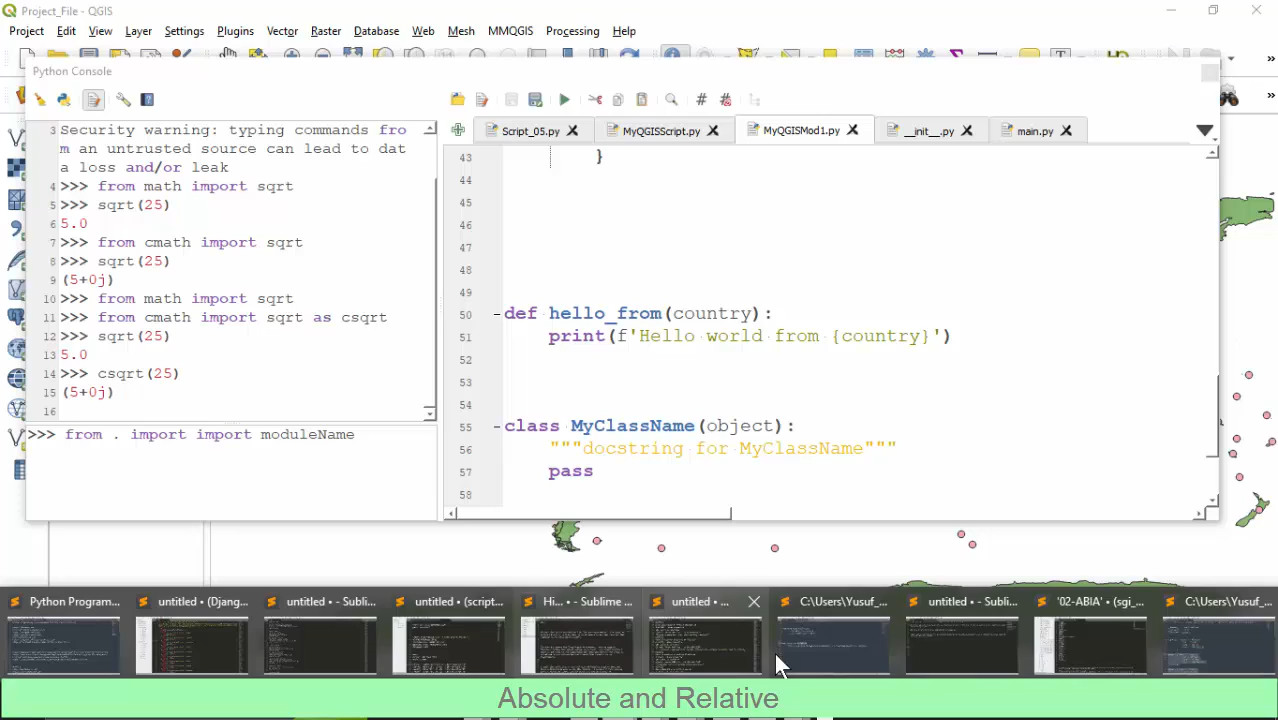 Project_File - QGIS
Project Edit View Layer Settings Plugins Vector Raster Database Web Mesh MMQGIS Processing Help
Python Console
Script_05.py MyQGISScript.py MyQGISMod1.py __init__.py main.py
3 Security warning: typing commands fro
m an untrusted source can lead to dat
a loss and/or leak
4 >>> from math import sqrt
5 >>> sqrt(25)
6 5.0
7 >>> from cmath import sqrt
8 >>> sqrt(25)
9 (5+0j)
10 >>> from math import sqrt
11 >>> from cmath import sqrt as csqrt
12 >>> sqrt(25)
13 5.0
14 >>> csqrt(25)
15 (5+0j)
16
>>> from . import import moduleName
43 }
44
45
46
47
48
49
50 def hello_from(country):
51 print(f'Hello world from {country}')
52
53
54
55 class MyClassName(object):
56 """docstring for MyClassName"""
57 pass
58
Python Program... untitled • (Djang... untitled • - Subli... untitled • (script... Hi... • - Sublime ... untitled • ... C:\Users\Yusuf_... untitled • - Subli... '02-ABIA' • (sgi_... C:\Users\Yusuf_...
Absolute and Relative